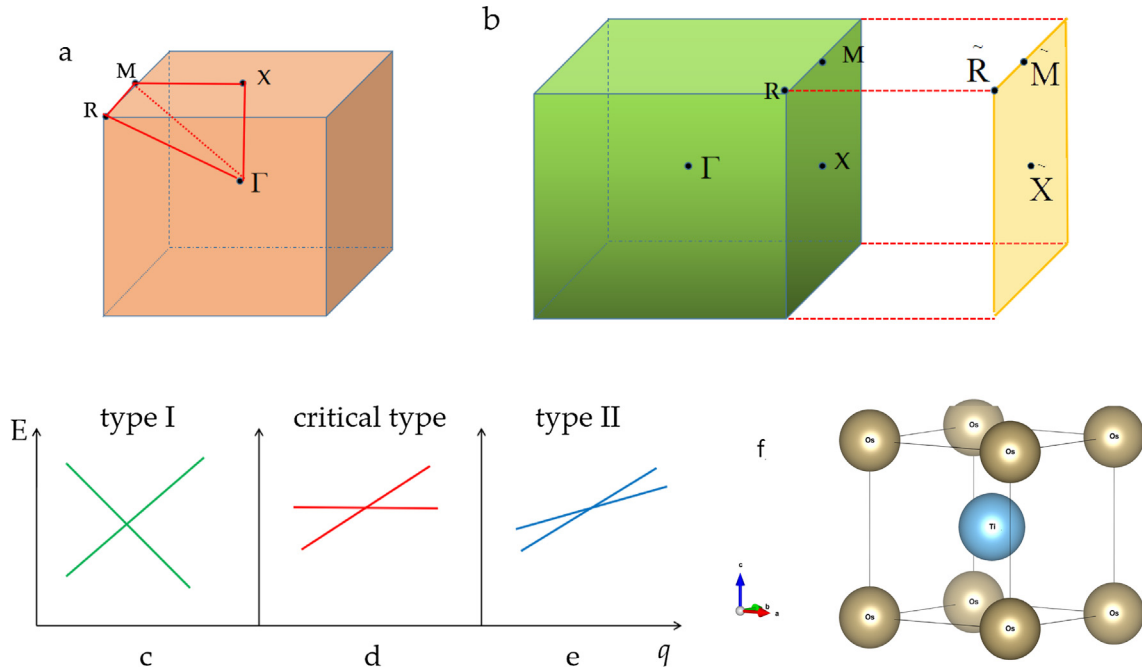 a
M
X
R
Γ
b
M
R
Γ
X
R̃
M̃
X̃
E
type I
critical type
type II
c
d
e
q
f
c
b
a
Os
Os
Os
Os
Ti
Os
Os
Os
Os